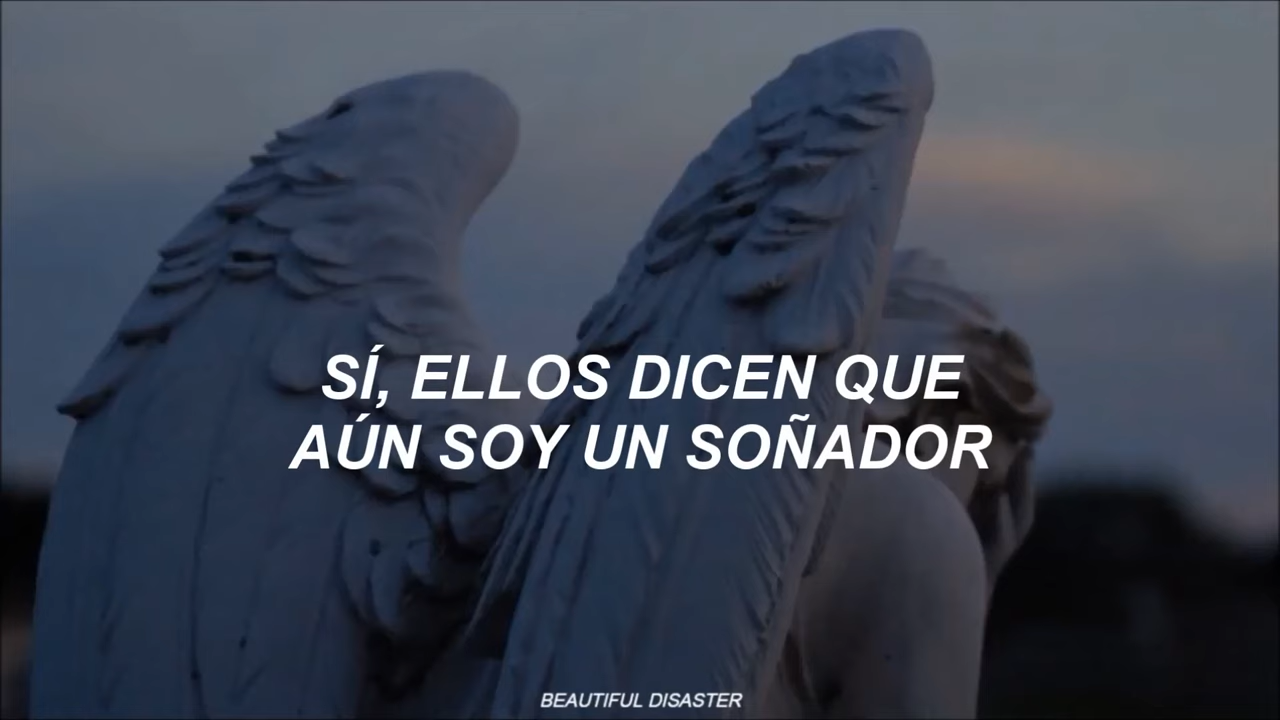 SÍ, ELLOS DICEN QUE
AÚN SOY UN SOÑADOR
BEAUTIFUL DISASTER